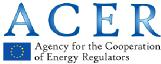 ACER
Agency for the Cooperation
of Energy Regulators